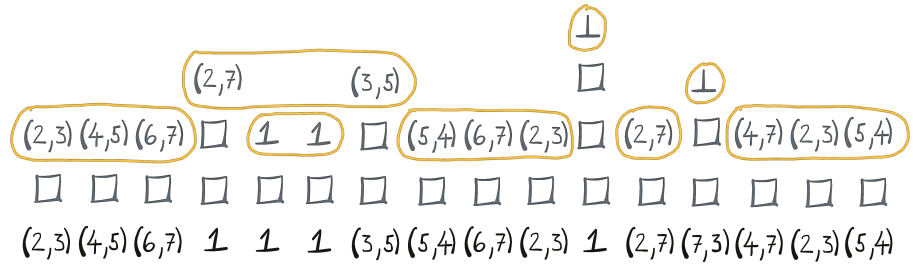 ⊥
(2,7) (3,5) □ ⊥
(2,3) (4,5) (6,7) □ 1 1 □ (5,4) (6,7) (2,3) □ (2,7) □ (4,7) (2,3) (5,4)
□ □ □ □ □ □ □ □ □ □ □ □ □ □ □ □
(2,3) (4,5) (6,7) 1 1 1 (3,5) (5,4) (6,7) (2,3) 1 (2,7) (7,3) (4,7) (2,3) (5,4)